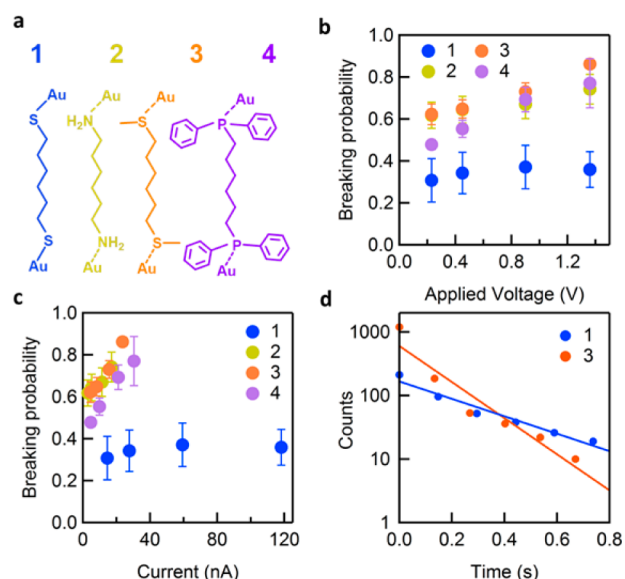 a
1 2 3 4
Au Au Au Au
S H₂N S P
S NH₂ S P
Au Au Au Au
b
Breaking probability
1.0
0.8
0.6
0.4
0.2
0.0
1 3
2 4
0.0 0.4 0.8 1.2
Applied Voltage (V)
c
Breaking probability
1.0
0.8
0.6
0.4
0.2
0.0
1
2
3
4
0 40 80 120
Current (nA)
d
Counts
1000
100
10
1
1
3
0.0 0.2 0.4 0.6 0.8
Time (s)